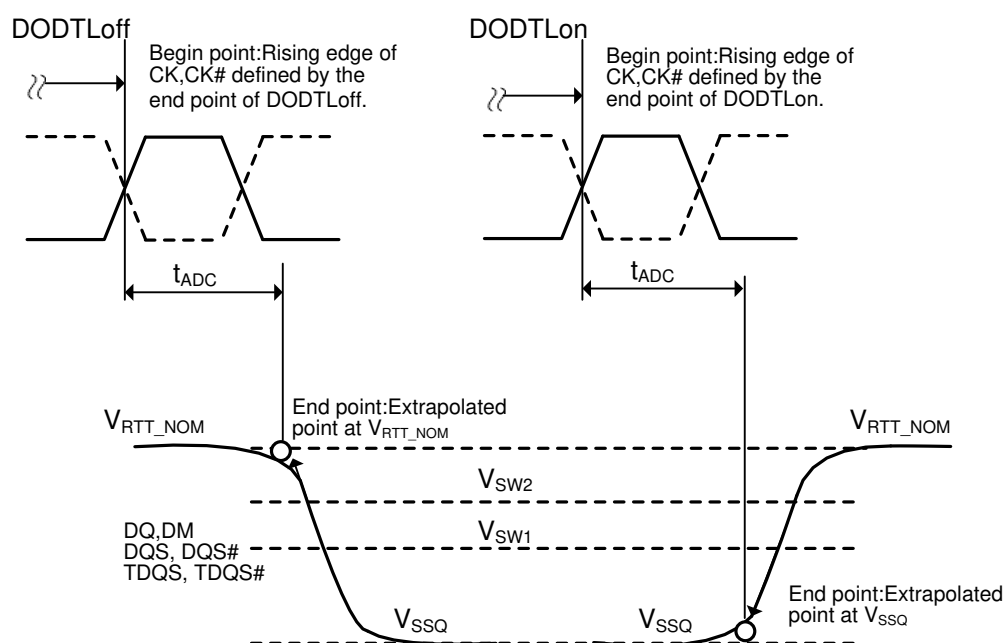 DODTLoff
Begin point:Rising edge of
CK,CK# defined by the
end point of DODTLoff.
DODTLon
Begin point:Rising edge of
CK,CK# defined by the
end point of DODTLon.
tADC
tADC
VRTT_NOM
End point:Extrapolated
point at VRTT_NOM
VRTT_NOM
VSW2
VSW1
DQ,DM
DQS, DQS#
TDQS, TDQS#
VSSQ
VSSQ
End point:Extrapolated
point at VSSQ